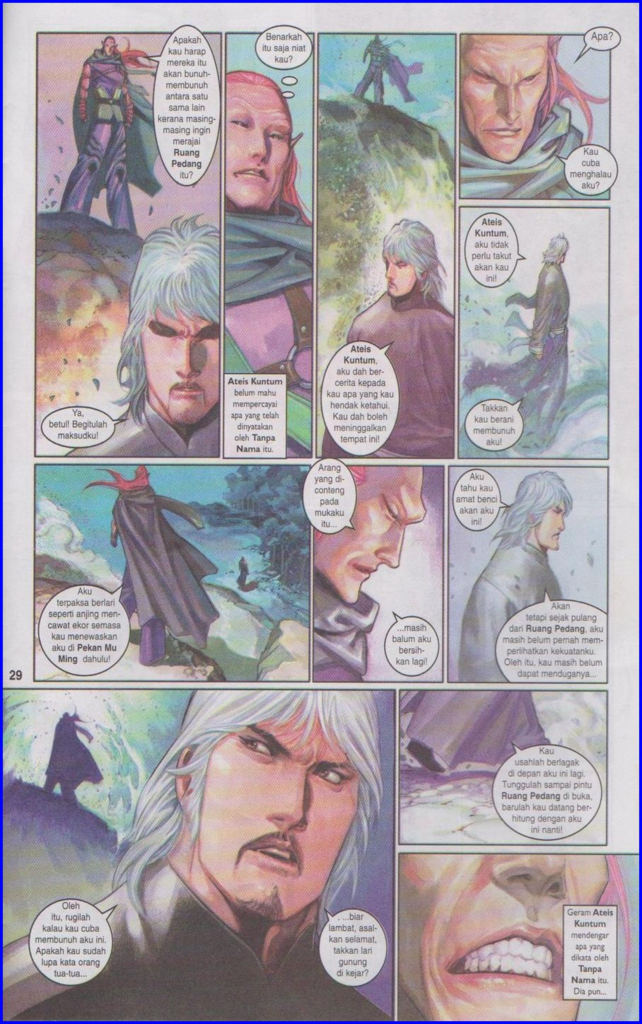 Apakah
kau harap
mereka itu
akan bunuh-
membunuh
antara satu
sama lain
kerana masing-
masing ingin
merajai
Ruang
Pedang
itu?
Ya,
betul! Begitulah
maksudku!
Benarkah
itu saja niat
kau?
Ateis Kuntum
belum mahu
mempercayai
apa yang telah
dinyatakan
oleh Tanpa
Nama itu.
Ateis
Kuntum,
aku dah ber-
cerita kepada
kau apa yang kau
hendak ketahui.
Kau dah boleh
meninggalkan
tempat ini!
Apa?
Kau
cuba
menghalau
aku?
Ateis
Kuntum,
aku tidak
perlu takut
akan kau
ini!
Takkan
kau berani
membunuh
aku!
Aku
terpaksa berlari
seperti anjing men-
cawat ekor semasa
kau menewaskan
aku di Pekan Mu
Ming dahulu!
Arang
yang di-
conteng
pada
mukaku
itu...
...masih
balum aku
bersih-
kan lagi!
Aku
tahu kau
amat benci
akan aku
ini!
Akan
tetapi sejak pulang
dari Ruang Pedang, aku
masih belum pernah mem-
perlihatkan kekuatanku.
Oleh itu, kau masih belum
dapat menduganya...
29
Oleh
itu, rugilah
kalau kau cuba
membunuh aku ini.
Apakah kau sudah
lupa kata orang
tua-tua...
...biar
lambat, asal-
kan selamat,
takkan lari
gunung
di kejar?
Kau
usahlah berlagak
di depan aku ini lagi.
Tunggulah sampai pintu
Ruang Pedang di buka,
barulah kau datang ber-
hitung dengan aku
ini nanti!
Geram Ateis
Kuntum
mendengar
apa yang
dikata oleh
Tanpa
Nama itu.
Dia pun...